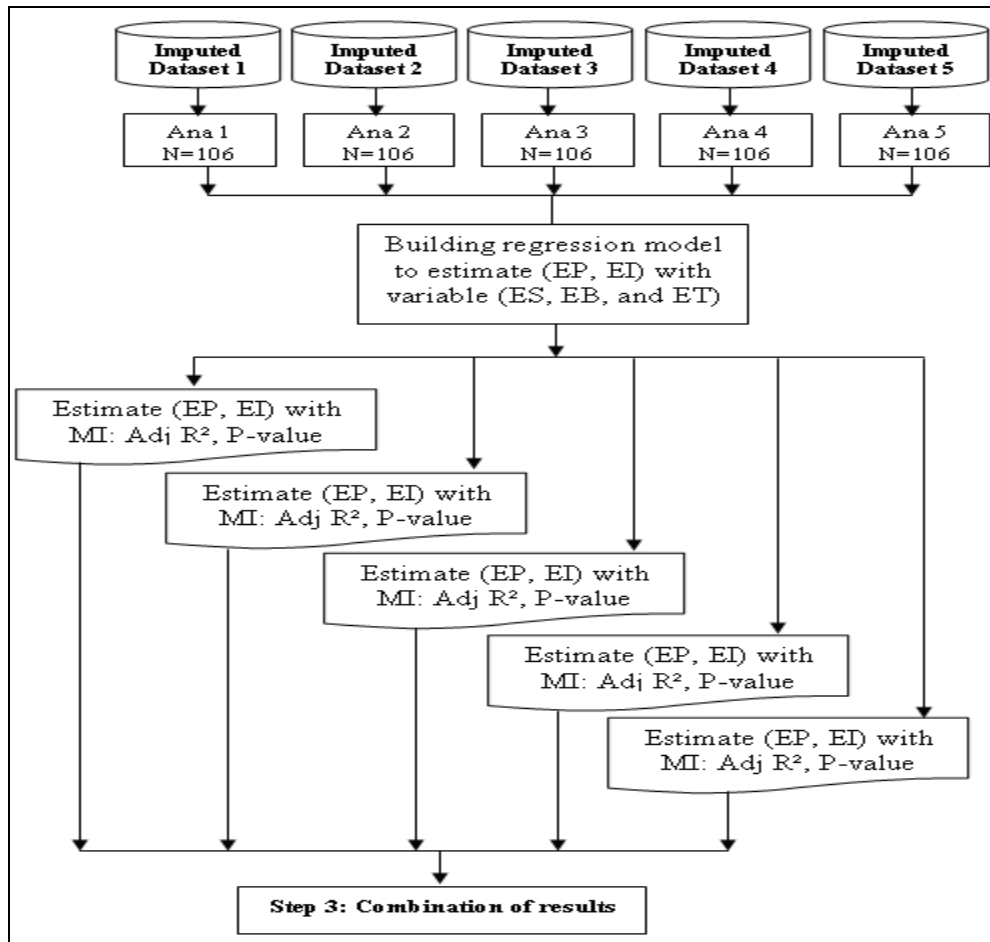 Imputed
Dataset 1
Imputed
Dataset 2
Imputed
Dataset 3
Imputed
Dataset 4
Imputed
Dataset 5
Ana 1
N=106
Ana 2
N=106
Ana 3
N=106
Ana 4
N=106
Ana 5
N=106
Building regression model
to estimate (EP, EI) with
variable (ES, EB, and ET)
Estimate (EP, EI) with
MI: Adj R², P-value
Estimate (EP, EI) with
MI: Adj R², P-value
Estimate (EP, EI) with
MI: Adj R², P-value
Estimate (EP, EI) with
MI: Adj R², P-value
Estimate (EP, EI) with
MI: Adj R², P-value
Step 3: Combination of results